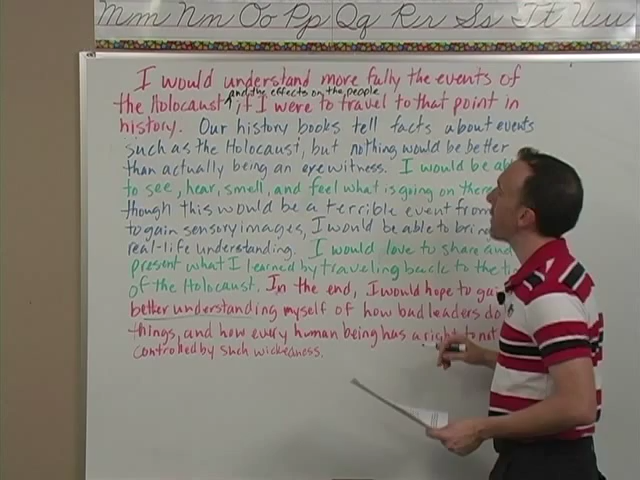 Mm Nn Oo Pp Qq Rr Ss Tt Uu
I would understand more fully the events of
and the effects on the people
the Holocaust, if I were to travel to that point in
history. Our history books tell facts about events
such as the Holocaust, but nothing would be better
than actually being an eyewitness. I would be
to see, hear, smell, and feel what is going on there
though this would be a terrible event from
to gain sensory images, I would be able to bring
real-life understanding. I would love to share and
present what I learned by traveling back to the
of the Holocaust. In the end, I would hope to
better understanding myself of how bad leaders do
things, and how every human being has a right to not
controlled by such wickedness.